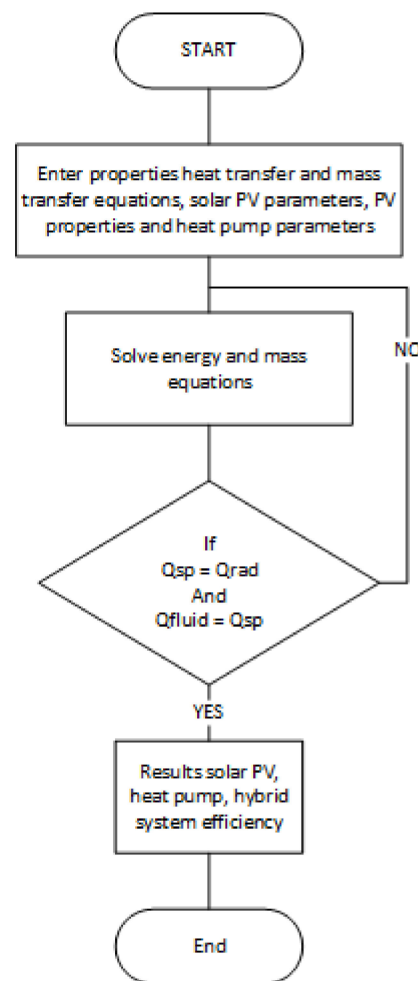 START
Enter properties heat transfer and mass
transfer equations, solar PV parameters, PV
properties and heat pump parameters
Solve energy and mass
equations
NO
If
Qsp = Qrad
And
Qfluid = Qsp
YES
Results solar PV,
heat pump, hybrid
system efficiency
End